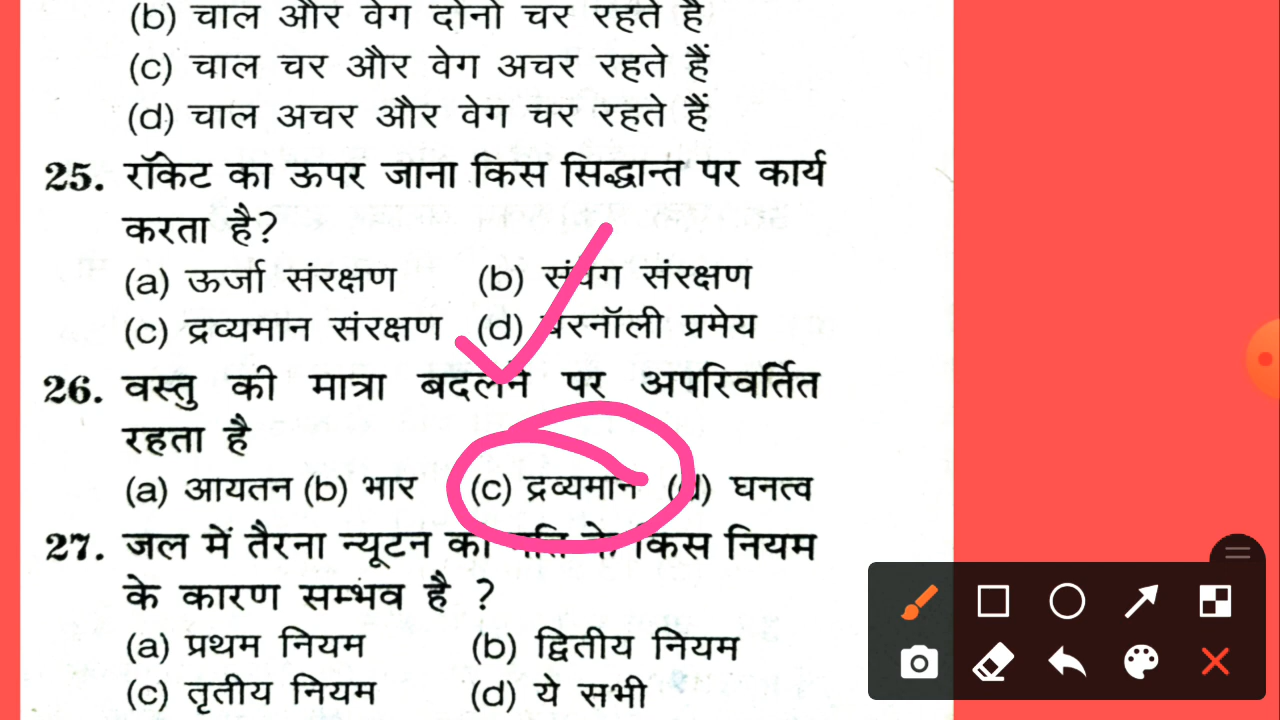 (b) चाल और वेग दोनों चर रहते हैं
(c) चाल चर और वेग अचर रहते हैं
(d) चाल अचर और वेग चर रहते हैं
25. रॉकेट का ऊपर जाना किस सिद्धान्त पर कार्य
करता है?
(a) ऊर्जा संरक्षण (b) संवेग संरक्षण
(c) द्रव्यमान संरक्षण (d) बरनॉली प्रमेय
26. वस्तु की मात्रा बदलने पर अपरिवर्तित
रहता है
(a) आयतन (b) भार (c) द्रव्यमान (d) घनत्व
27. जल में तैरना न्यूटन की गति के किस नियम
के कारण सम्भव है ?
(a) प्रथम नियम (b) द्वितीय नियम
(c) तृतीय नियम (d) ये सभी